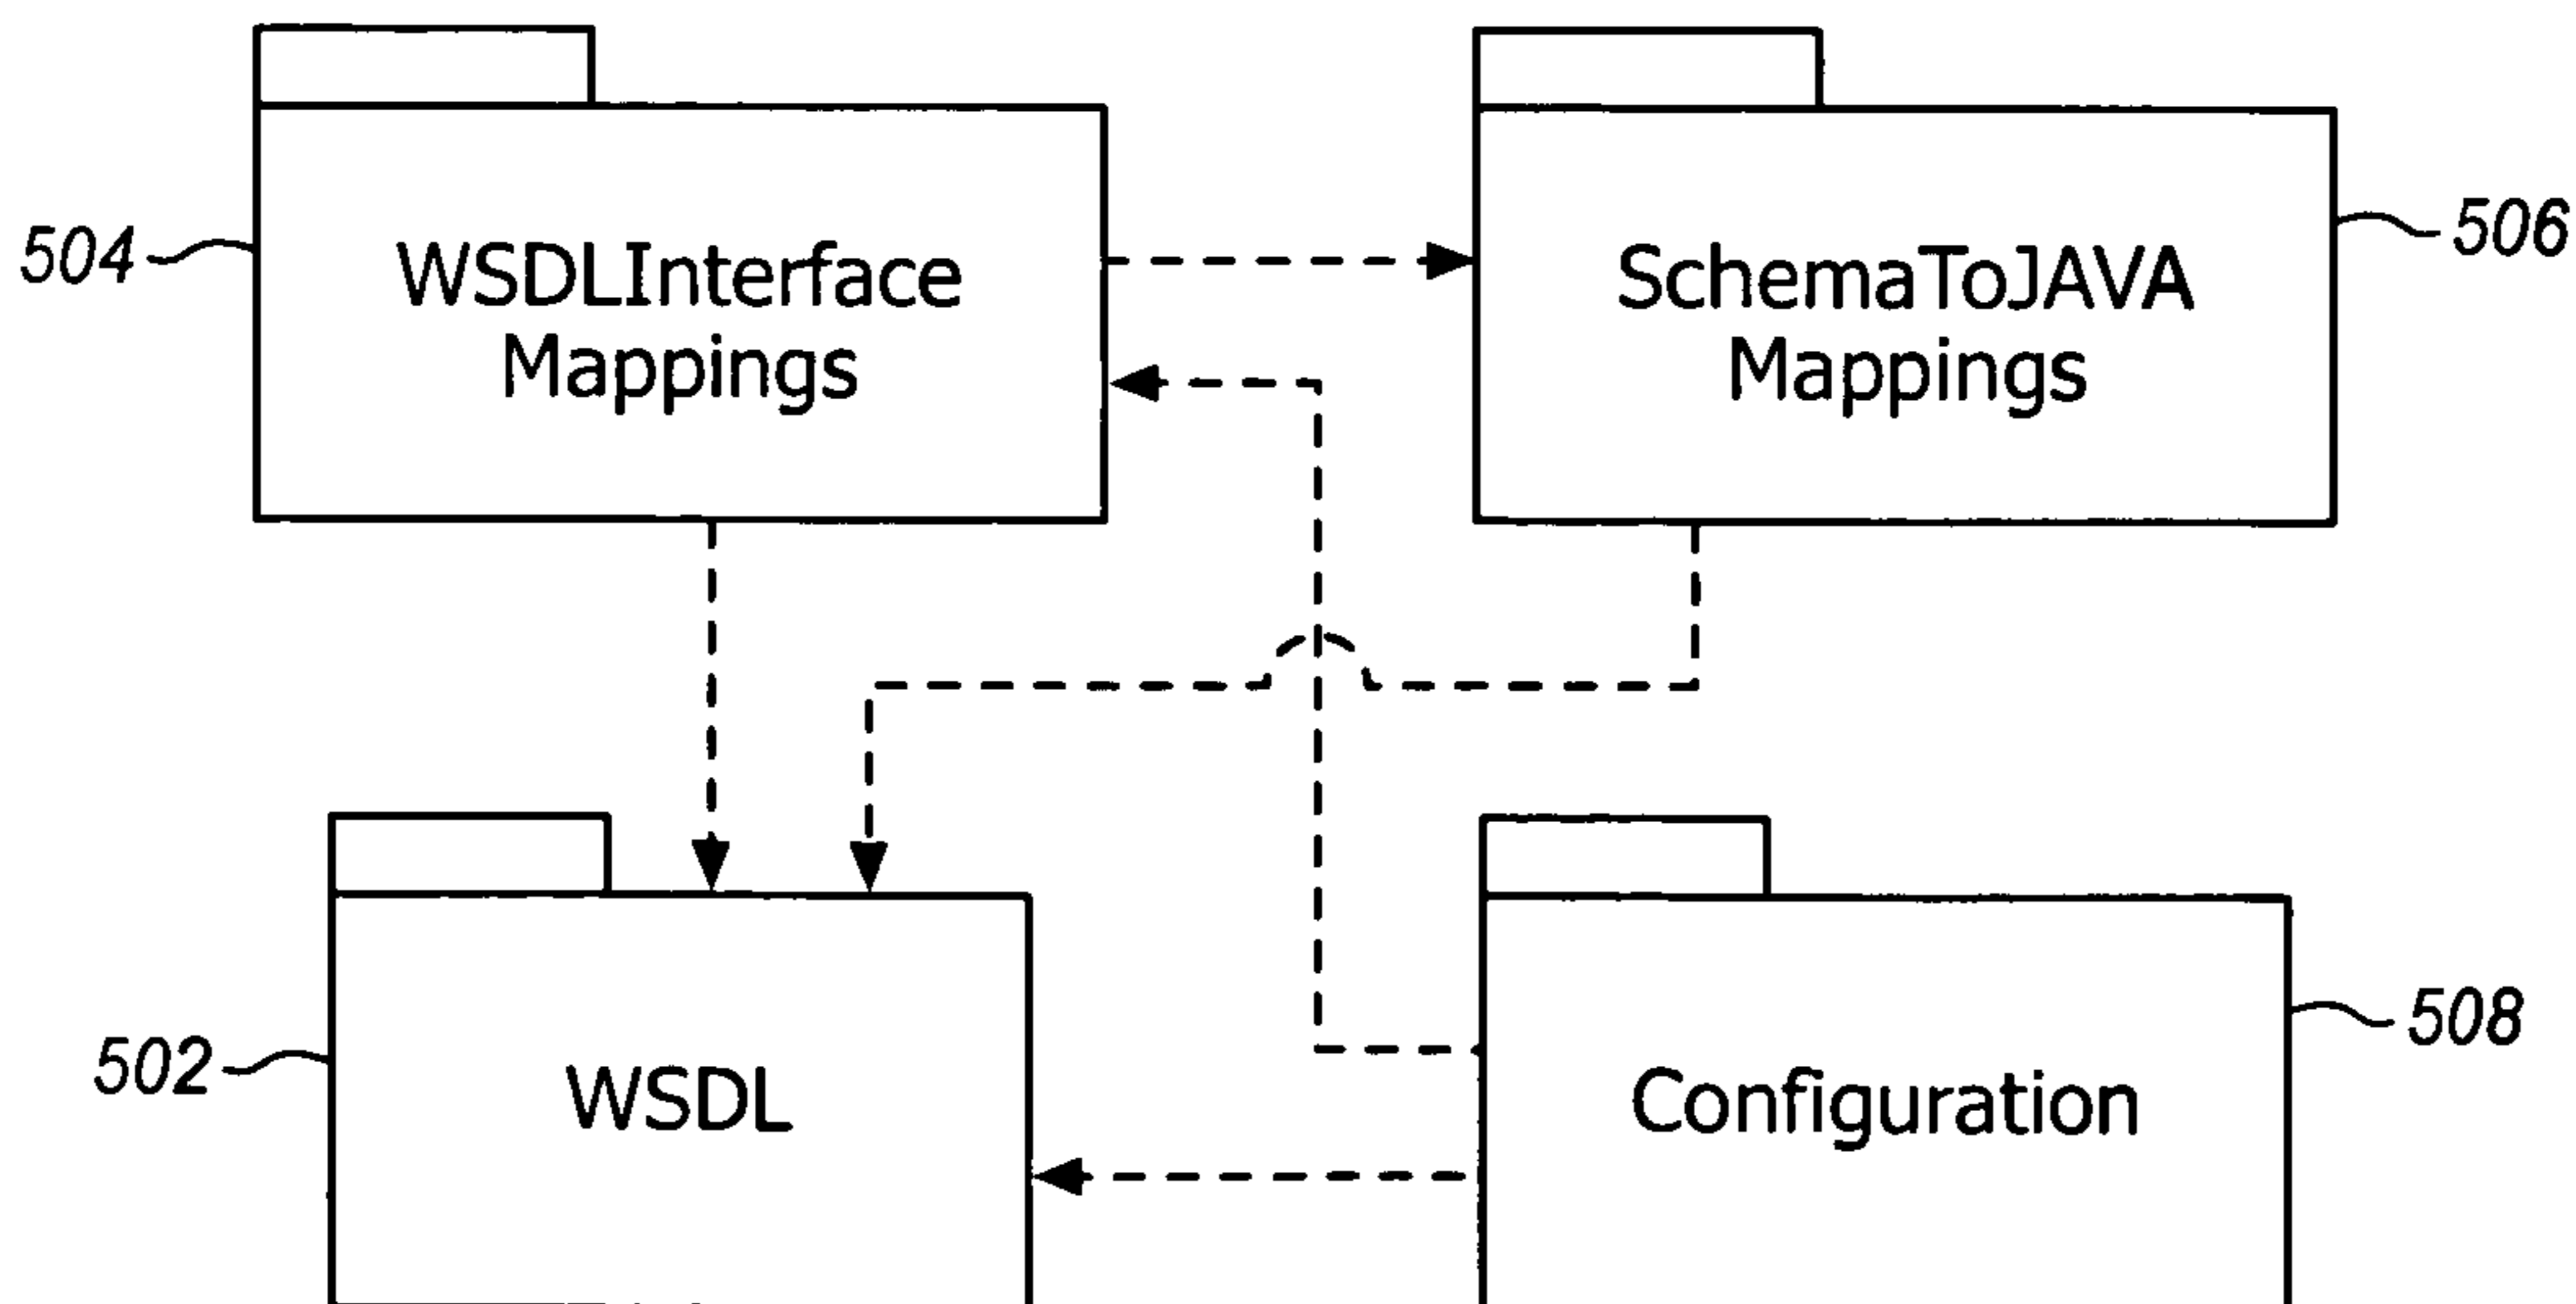 504
WSDLInterface
Mappings
SchemaToJAVA
Mappings
506
502
WSDL
Configuration
508